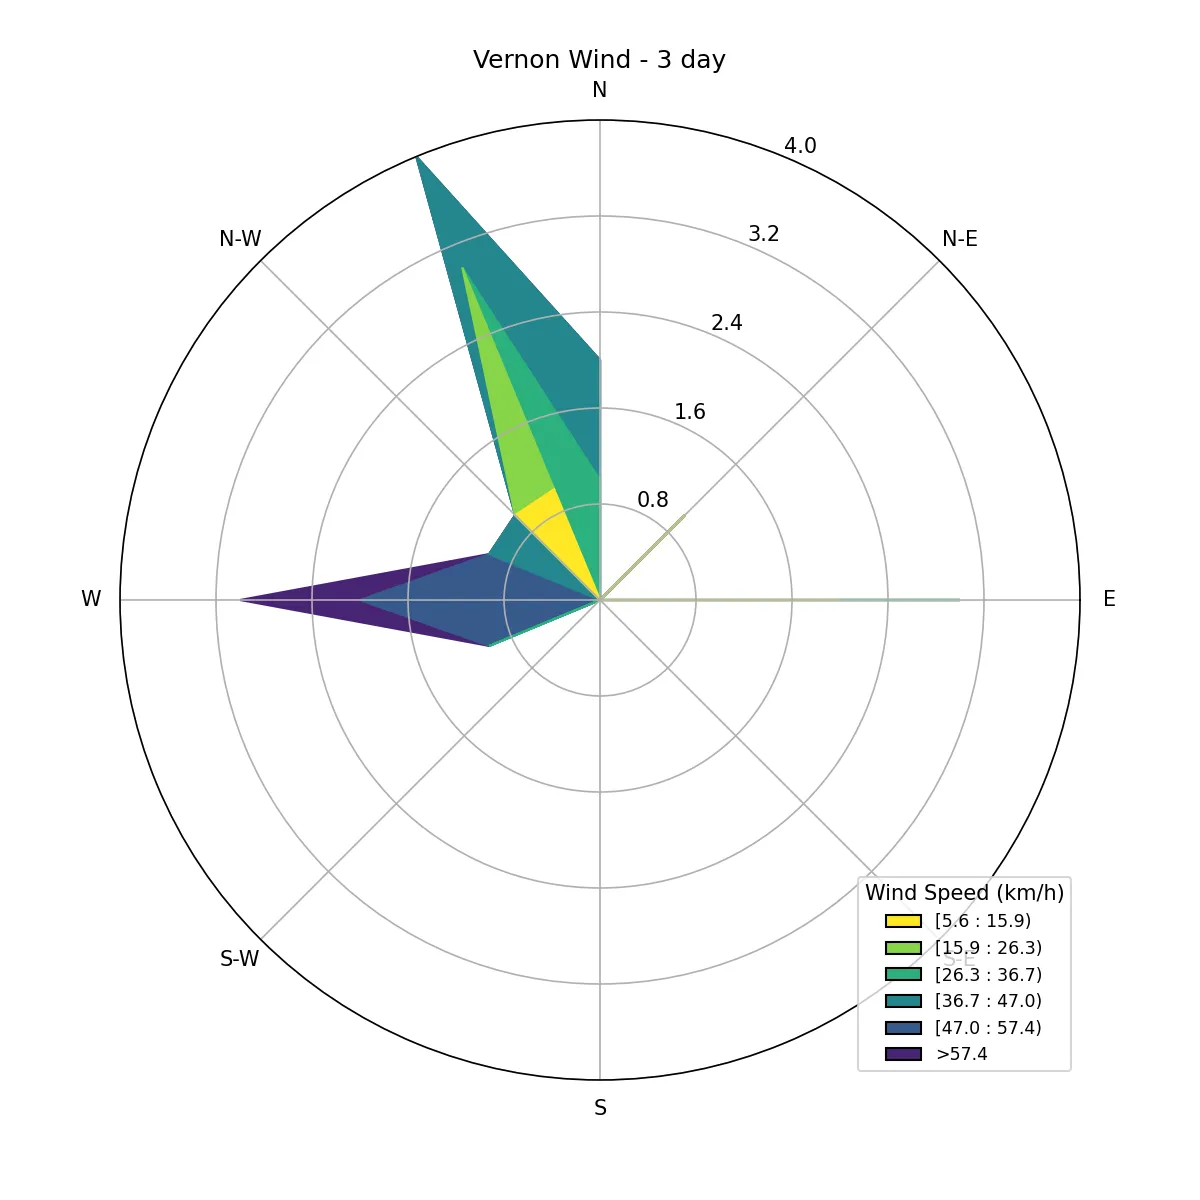 Vernon Wind - 3 day
N
4.0
N-W
N-E
3.2
2.4
1.6
0.8
W
E
S-W
S-E
S
Wind Speed (km/h)
[5.6 : 15.9)
[15.9 : 26.3)
[26.3 : 36.7)
[36.7 : 47.0)
[47.0 : 57.4)
>57.4